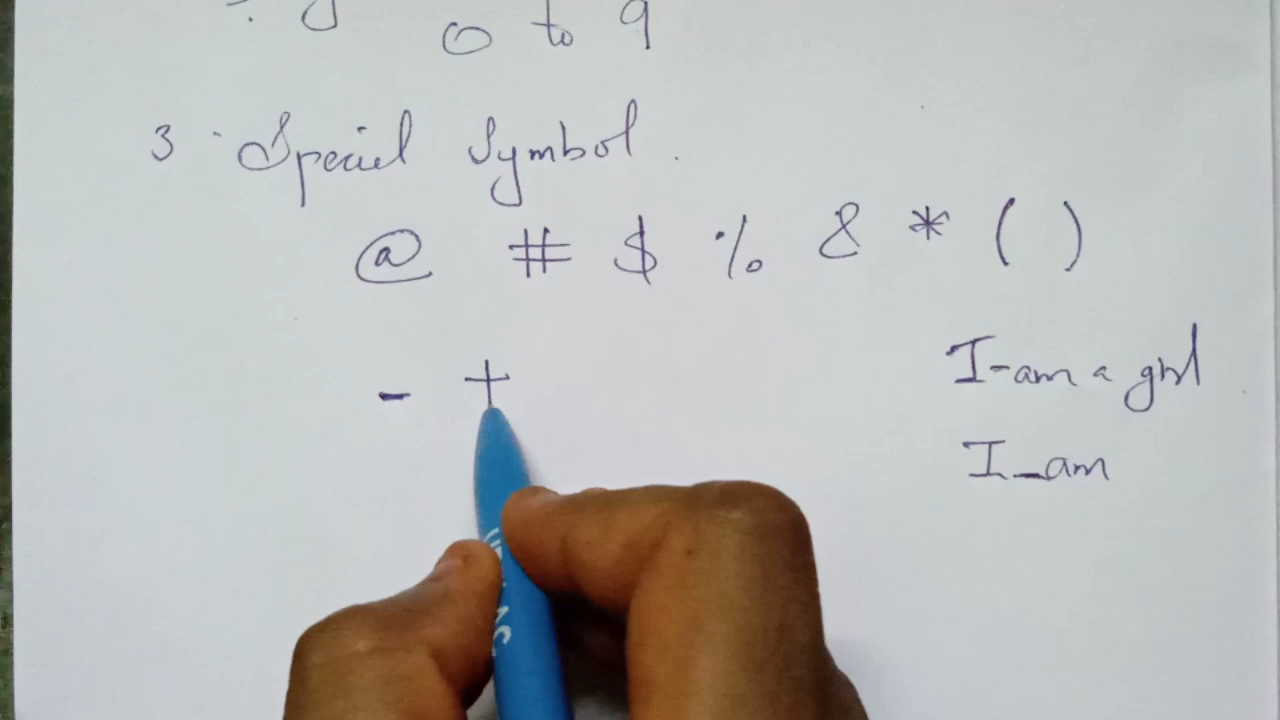 0 to 9
3. Special Symbol.
@ # $ % & * ( )
- +
I-am a girl
I_am